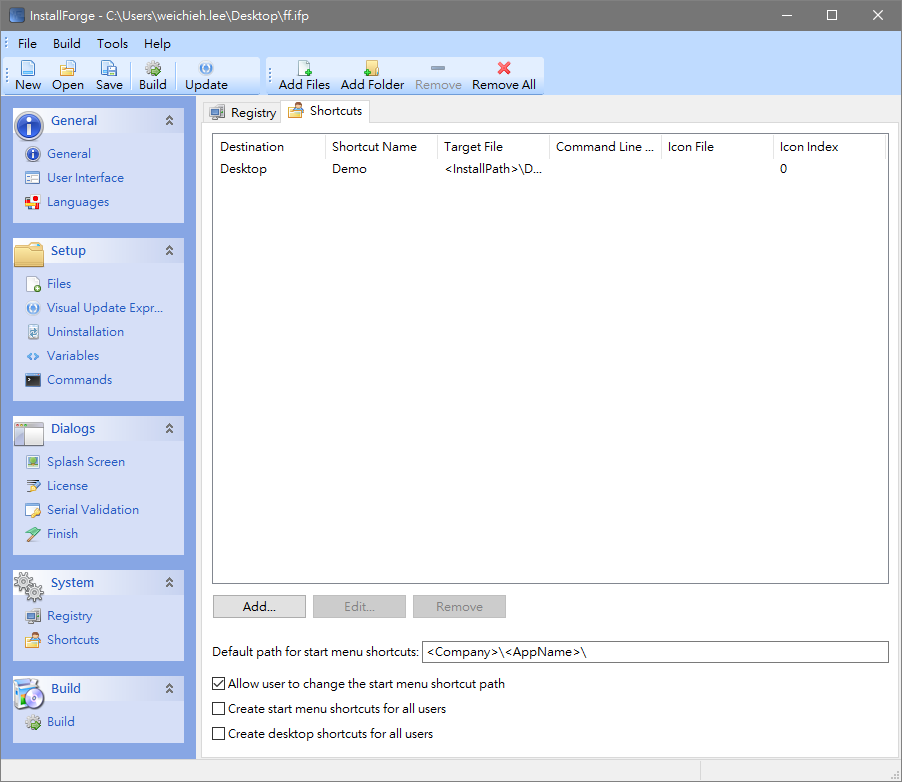 InstallForge - C:\Users\weichieh.lee\Desktop\ff.ifp
File Build Tools Help
New Open Save Build Update Add Files Add Folder Remove Remove All
General
General
User Interface
Languages
Setup
Files
Visual Update Expr...
Uninstallation
Variables
Commands
Dialogs
Splash Screen
License
Serial Validation
Finish
System
Registry
Shortcuts
Build
Build
Registry Shortcuts
Destination Shortcut Name Target File Command Line ... Icon File Icon Index
Desktop Demo <InstallPath>\D... 0
Add... Edit... Remove
Default path for start menu shortcuts: <Company>\<AppName>\
Allow user to change the start menu shortcut path
Create start menu shortcuts for all users
Create desktop shortcuts for all users